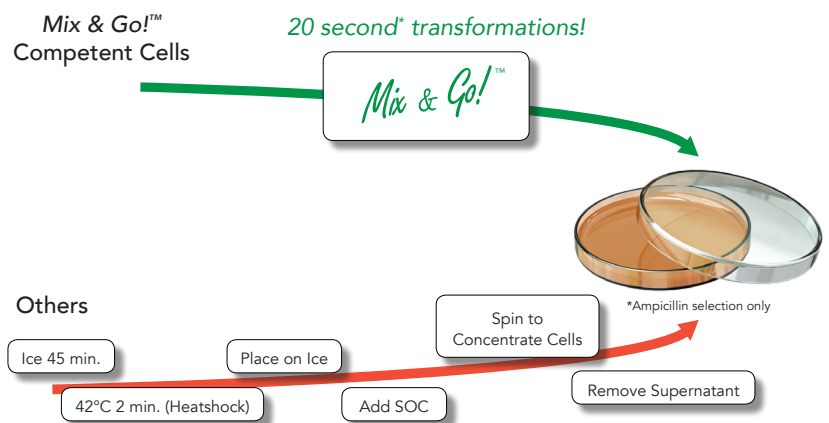 Mix & Go!™
Competent Cells
20 second* transformations!
Mix & Go!™
*Ampicillin selection only
Others
Spin to
Concentrate Cells
Ice 45 min.
Place on Ice
Remove Supernatant
42ºC 2 min. (Heatshock)
Add SOC